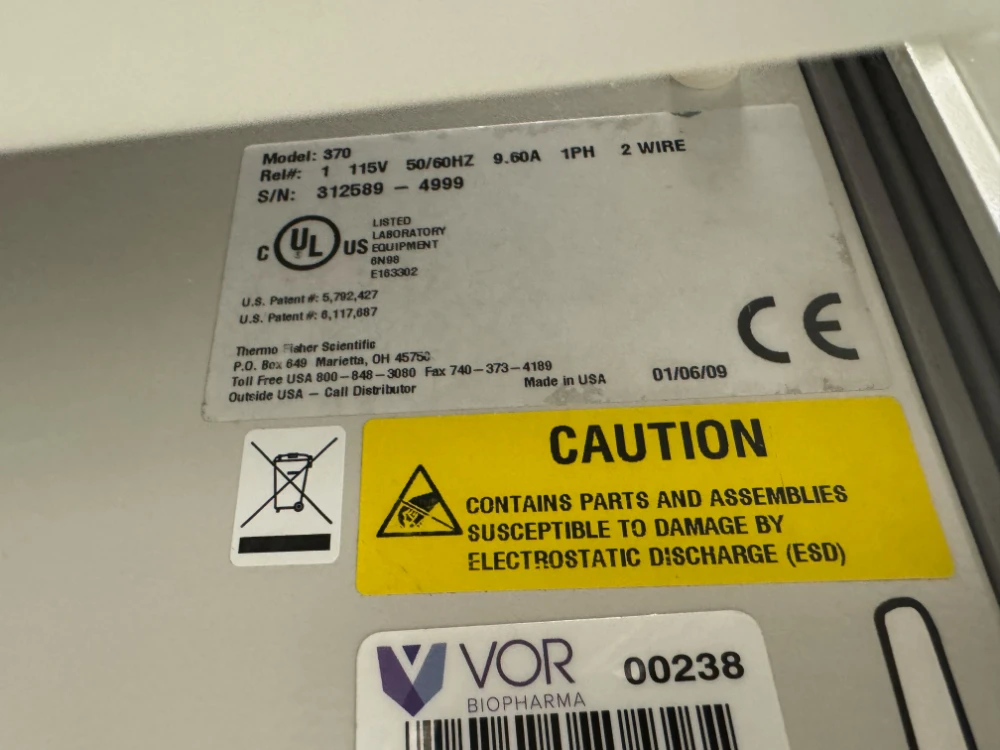 Model: 370
Rel#: 1 115V 50/60HZ 9.60A 1PH 2 WIRE
S/N: 312589 - 4999
C UL US
LISTED
LABORATORY
EQUIPMENT
6N98
E163302
U.S. Patent #: 5,792,427
U.S. Patent #: 6,117,687
CE
Thermo Fisher Scientific
P.O. Box 649 Marietta, OH 45750
Toll Free USA 800-848-3080 Fax 740-373-4189
Outside USA - Call Distributor
Made in USA
01/06/09
CAUTION
CONTAINS PARTS AND ASSEMBLIES
SUSCEPTIBLE TO DAMAGE BY
ELECTROSTATIC DISCHARGE (ESD)
VOR 00238
BIOPHARMA